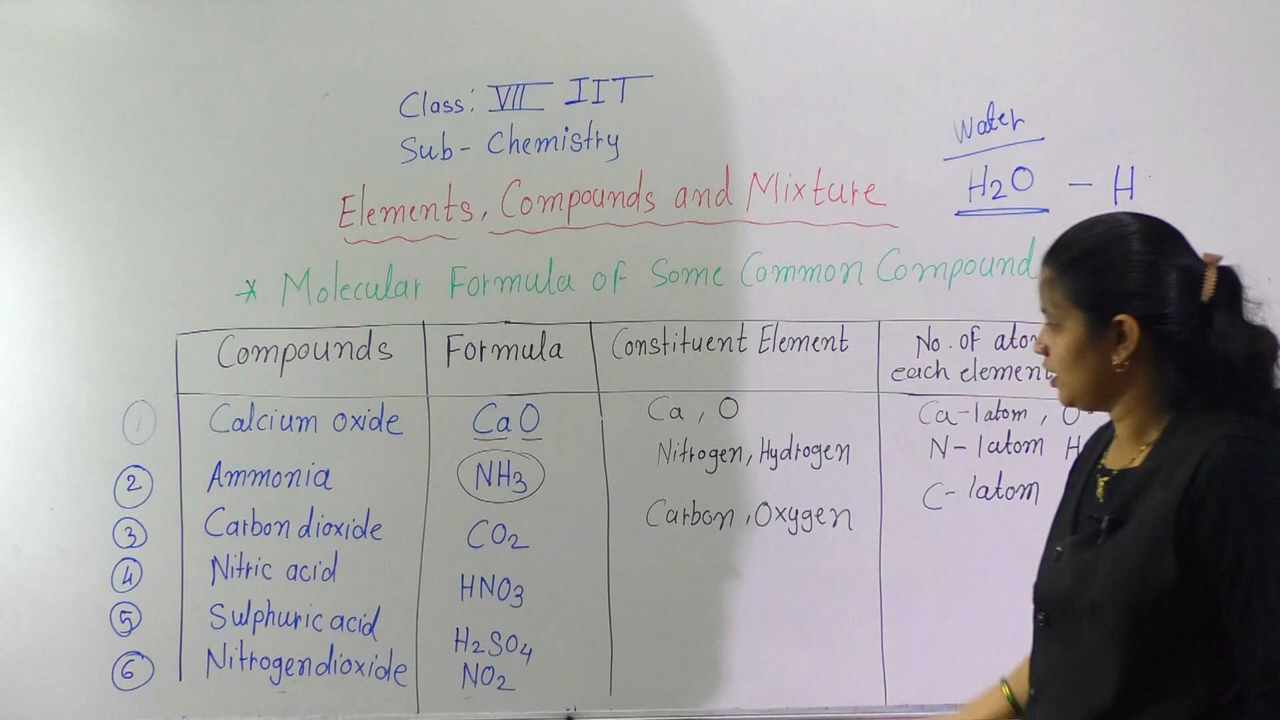 Class: VII IIT
Sub- Chemistry
Water
H2O - H
Elements, Compounds and Mixture
* Molecular Formula of Some Common Compound
Compounds Formula Constituent Element No. of atom each element
1 Calcium oxide CaO Ca, O Ca-1atom, O-
2 Ammonia NH3 Nitrogen, Hydrogen N-1atom H
3 Carbon dioxide CO2 Carbon, Oxygen C-1atom
4 Nitric acid HNO3
5 Sulphuric acid H2SO4
6 Nitrogendioxide NO2